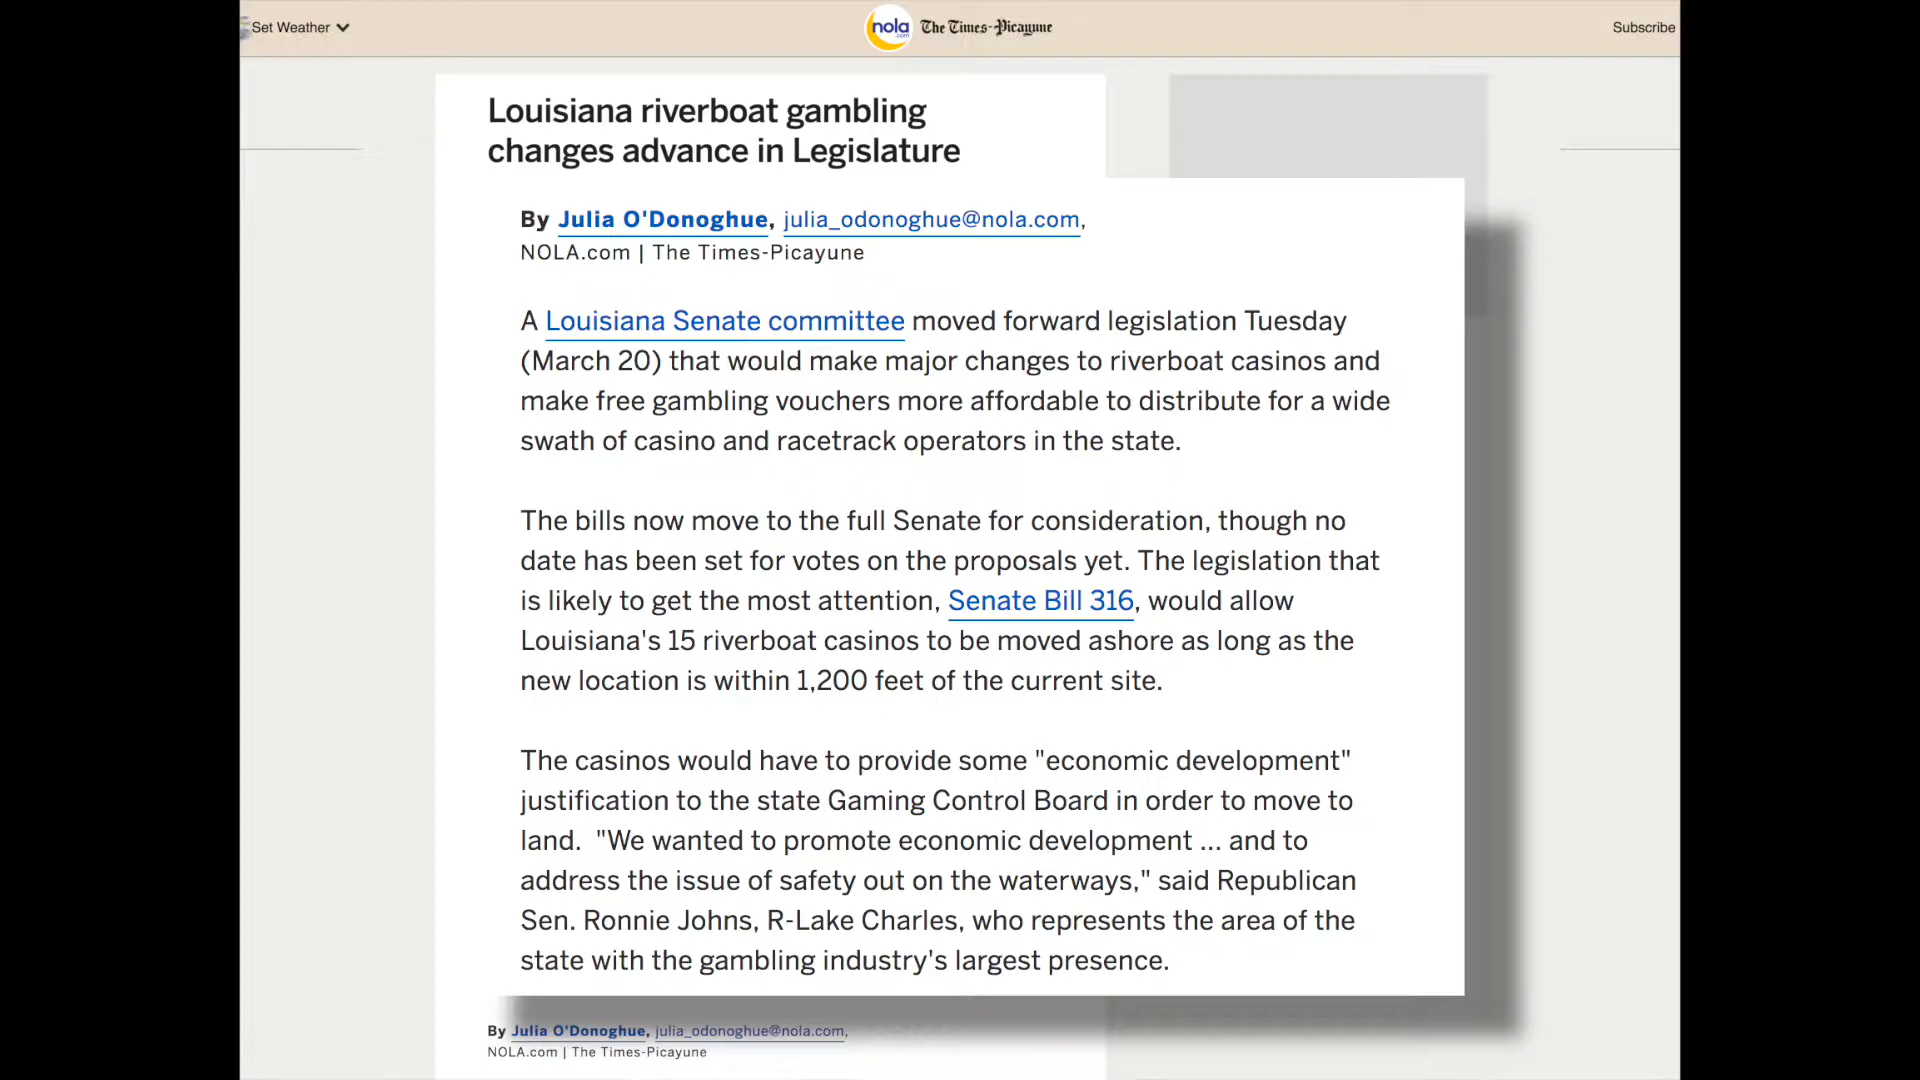 Set Weather
nola
.com
The Times-Picayune
Subscribe
Louisiana riverboat gambling
changes advance in Legislature
By Julia O'Donoghue, julia_odonoghue@nola.com,
NOLA.com | The Times-Picayune
A Louisiana Senate committee moved forward legislation Tuesday
(March 20) that would make major changes to riverboat casinos and
make free gambling vouchers more affordable to distribute for a wide
swath of casino and racetrack operators in the state.
The bills now move to the full Senate for consideration, though no
date has been set for votes on the proposals yet. The legislation that
is likely to get the most attention, Senate Bill 316, would allow
Louisiana's 15 riverboat casinos to be moved ashore as long as the
new location is within 1,200 feet of the current site.
The casinos would have to provide some "economic development"
justification to the state Gaming Control Board in order to move to
land.  "We wanted to promote economic development ... and to
address the issue of safety out on the waterways," said Republican
Sen. Ronnie Johns, R-Lake Charles, who represents the area of the
state with the gambling industry's largest presence.
By Julia O'Donoghue, julia_odonoghue@nola.com,
NOLA.com | The Times-Picayune